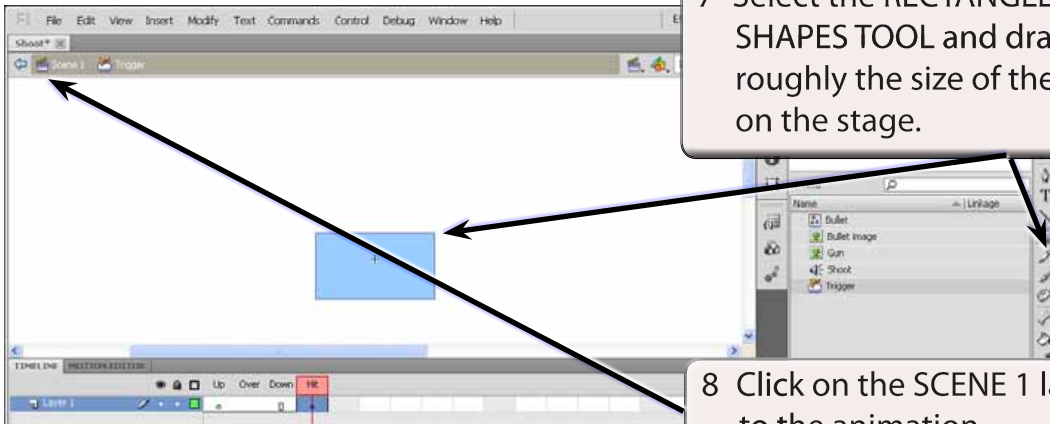 File Edit View Insert Modify Text Commands Control Debug Window Help
Shoot*
Scene 1 Trigger
7 Select the RECTANGLE
SHAPES TOOL and dra
roughly the size of the
on the stage.
Name Linkage
Bullet
Bullet Image
Gun
Shoot
Trigger
TIMELINE MOTION EDITOR
Up Over Down Hit
Layer 1
8 Click on the SCENE 1 la
to the animation